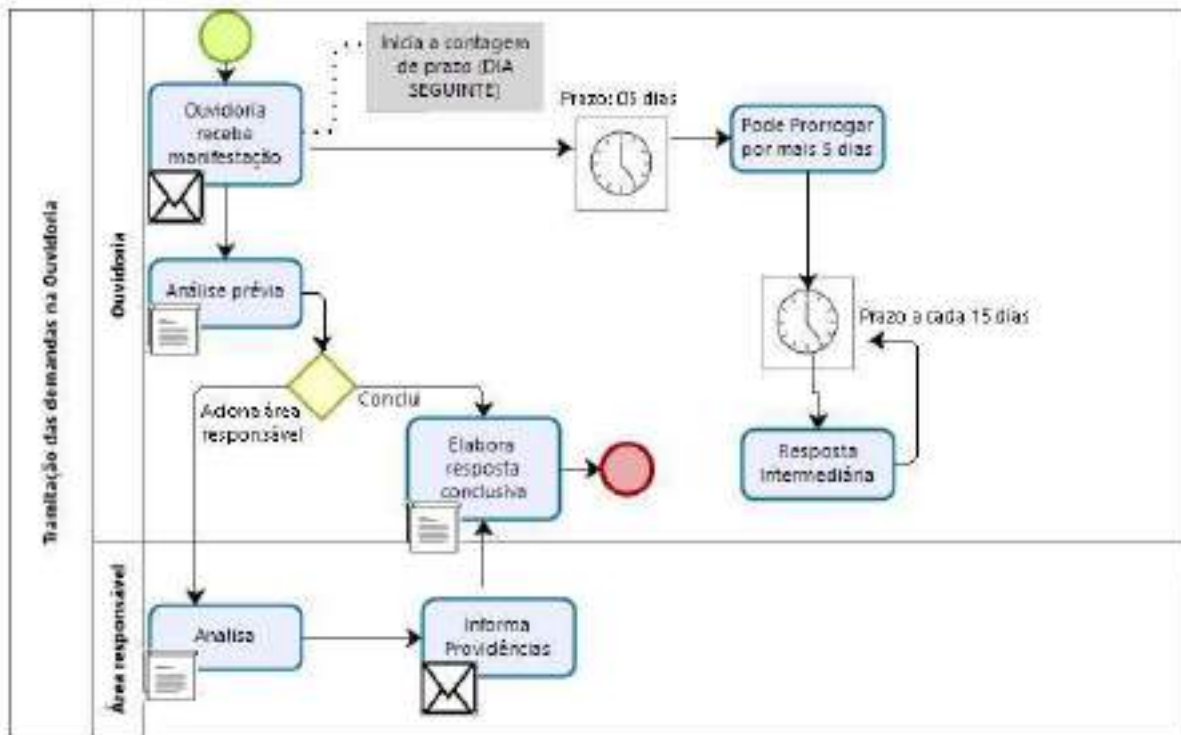 Tramitação das demandas na Ouvidoria
Ouvidoria
Inicia a contagem
de prazo (DIA
SEGUINTE)
Ouvidoria
recebe
manifestação
Prazo: 05 dias
Pode Prorrogar
por mais 5 dias
Análise prévia
Prazo a cada 15 dias
Aciona área
responsável
Conclui
Elabora
resposta
conclusiva
Resposta
Intermediária
Área responsável
Analisa
Informa
Providências